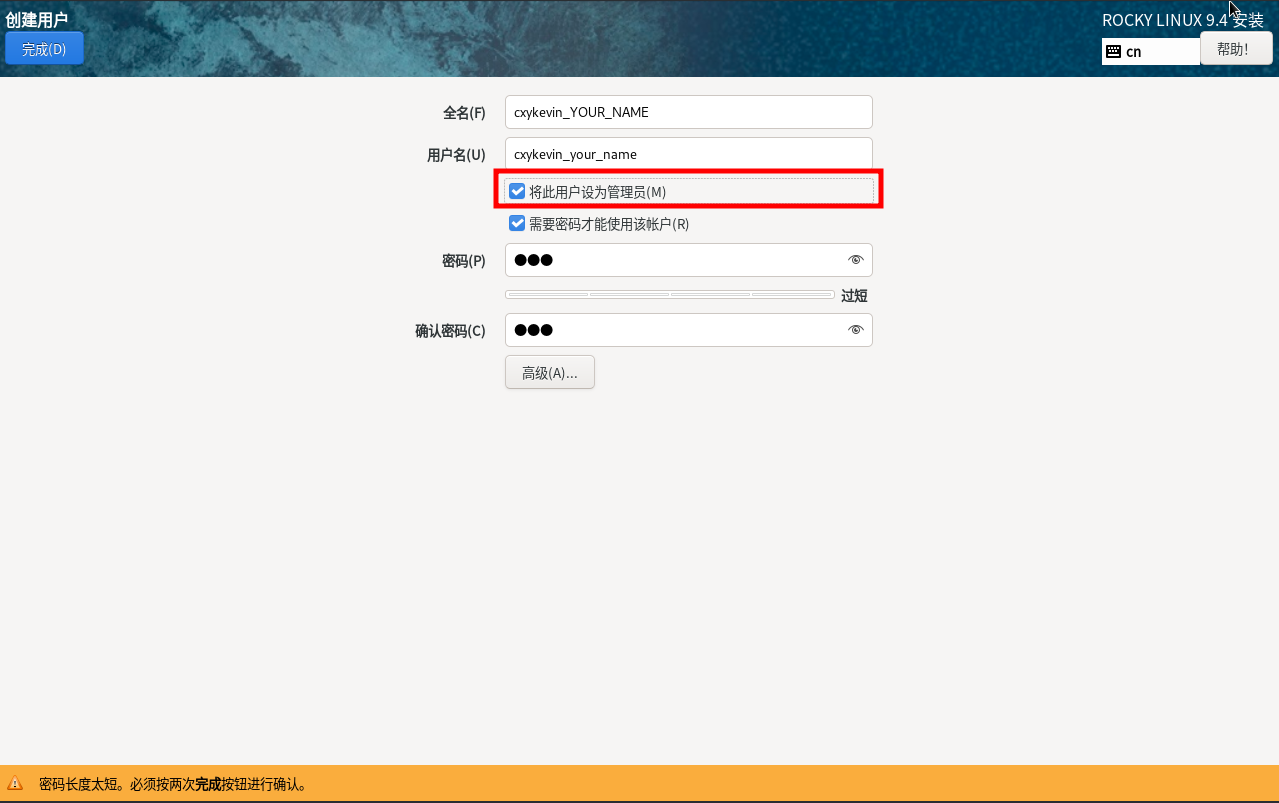 创建用户
ROCKY LINUX 9.4 安装
完成(D)
cn
帮助！
全名(F)
cxykevin_YOUR_NAME
用户名(U)
cxykevin_your_name
将此用户设为管理员(M)
需要密码才能使用该帐户(R)
密码(P)
过短
确认密码(C)
高级(A)...
密码长度太短。必须按两次完成按钮进行确认。